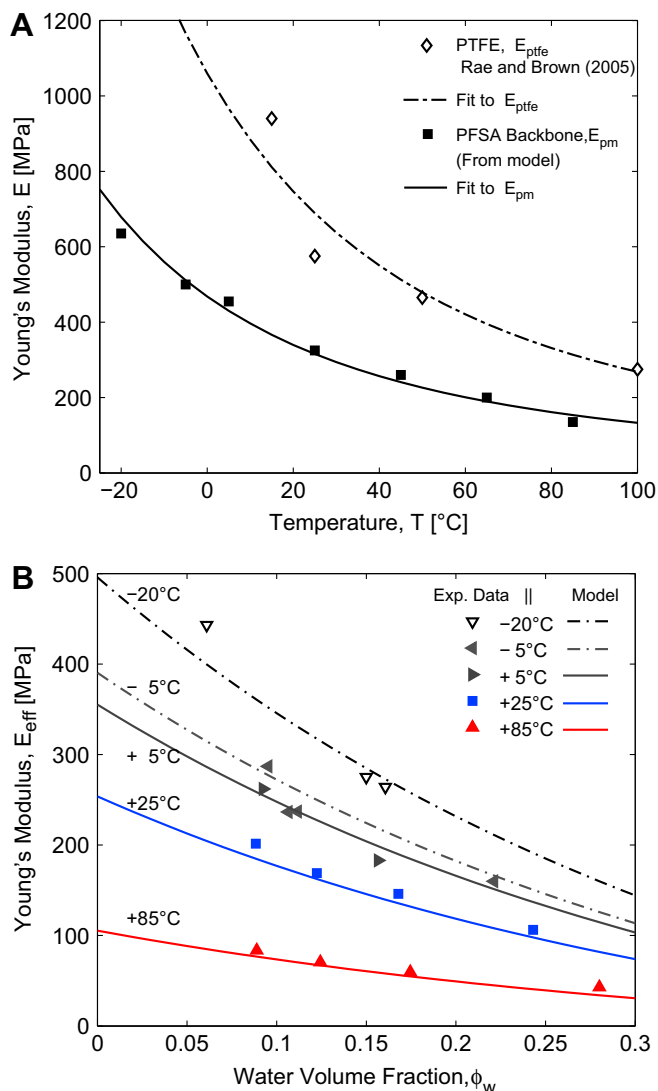 A
1200
1000
800
600
400
200
0
Young's Modulus, E [MPa]
PTFE, E_ptfe
Rae and Brown (2005)
Fit to E_ptfe
PFSA Backbone,E_pm
(From model)
Fit to E_pm
−20 0 20 40 60 80 100
Temperature, T [°C]
B
500
400
300
200
100
0
Young's Modulus, E_eff [MPa]
−20°C
− 5°C
+ 5°C
+25°C
+85°C
Exp. Data || Model
−20°C
− 5°C
+ 5°C
+25°C
+85°C
0 0.05 0.1 0.15 0.2 0.25 0.3
Water Volume Fraction,ϕ_w